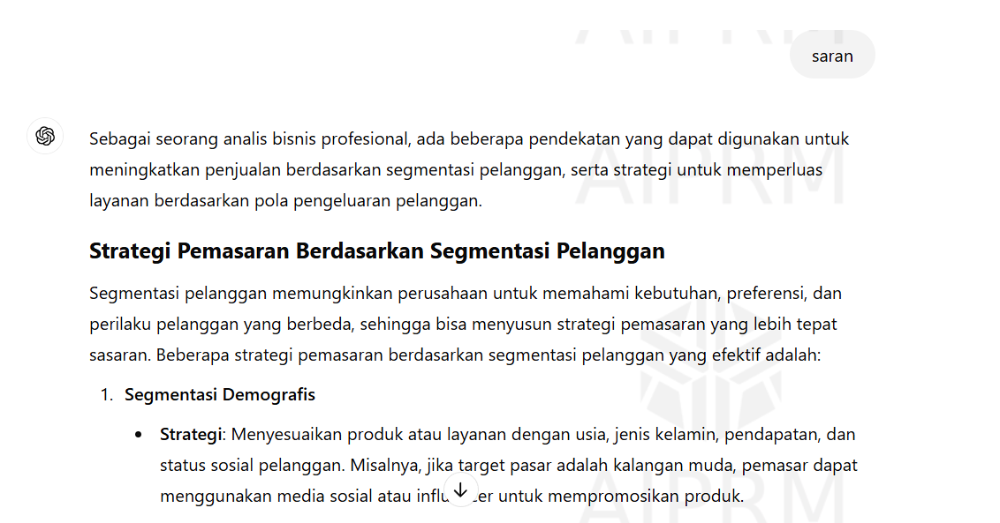 saran
Sebagai seorang analis bisnis profesional, ada beberapa pendekatan yang dapat digunakan untuk
meningkatkan penjualan berdasarkan segmentasi pelanggan, serta strategi untuk memperluas
layanan berdasarkan pola pengeluaran pelanggan.
Strategi Pemasaran Berdasarkan Segmentasi Pelanggan
Segmentasi pelanggan memungkinkan perusahaan untuk memahami kebutuhan, preferensi, dan
perilaku pelanggan yang berbeda, sehingga bisa menyusun strategi pemasaran yang lebih tepat
sasaran. Beberapa strategi pemasaran berdasarkan segmentasi pelanggan yang efektif adalah:
1. Segmentasi Demografis
• Strategi: Menyesuaikan produk atau layanan dengan usia, jenis kelamin, pendapatan, dan
status sosial pelanggan. Misalnya, jika target pasar adalah kalangan muda, pemasar dapat
menggunakan media sosial atau untuk mempromosikan produk.
AIPRM
AIPRM
AIPRM